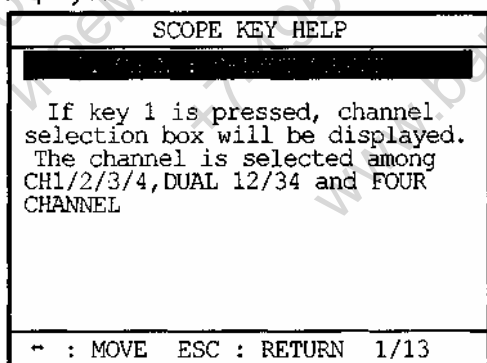 SCOPE KEY HELP
If key 1 is pressed, channel
selection box will be displayed.
The channel is selected among
CH1/2/3/4,DUAL 12/34 and FOUR
CHANNEL
↔ : MOVE ESC : RETURN 1/13